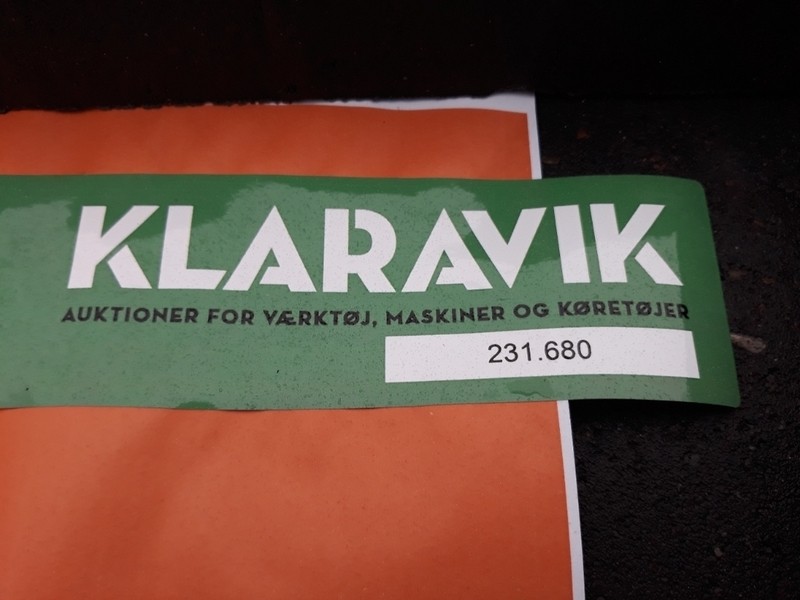 KLARAVIK
AUKTIONER FOR VÆRKTØJ, MASKINER OG KØRETØJER
231.680